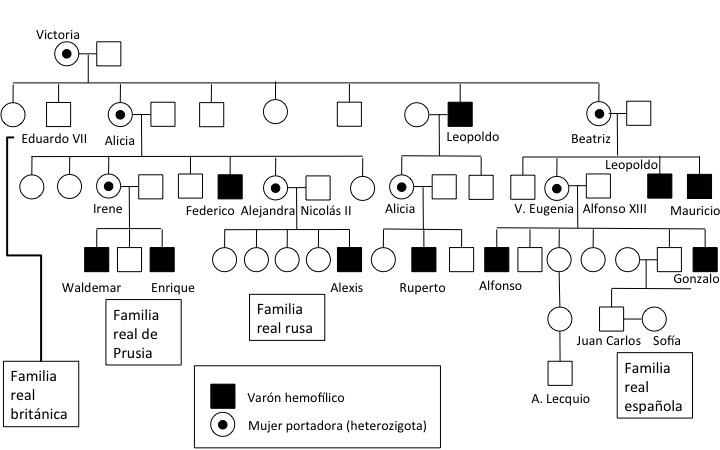 Victoria
Eduardo VII
Alicia
Leopoldo
Beatriz
Leopoldo
Irene
Federico
Alejandra
Nicolás II
Alicia
V. Eugenia
Alfonso XIII
Mauricio
Waldemar
Enrique
Alexis
Ruperto
Alfonso
Gonzalo
Familia
real de
Prusia
Familia
real rusa
Juan Carlos
Sofía
Familia
real
británica
Familia
real
española
A. Lecquio
Varón hemofílico
Mujer portadora (heterozigota)